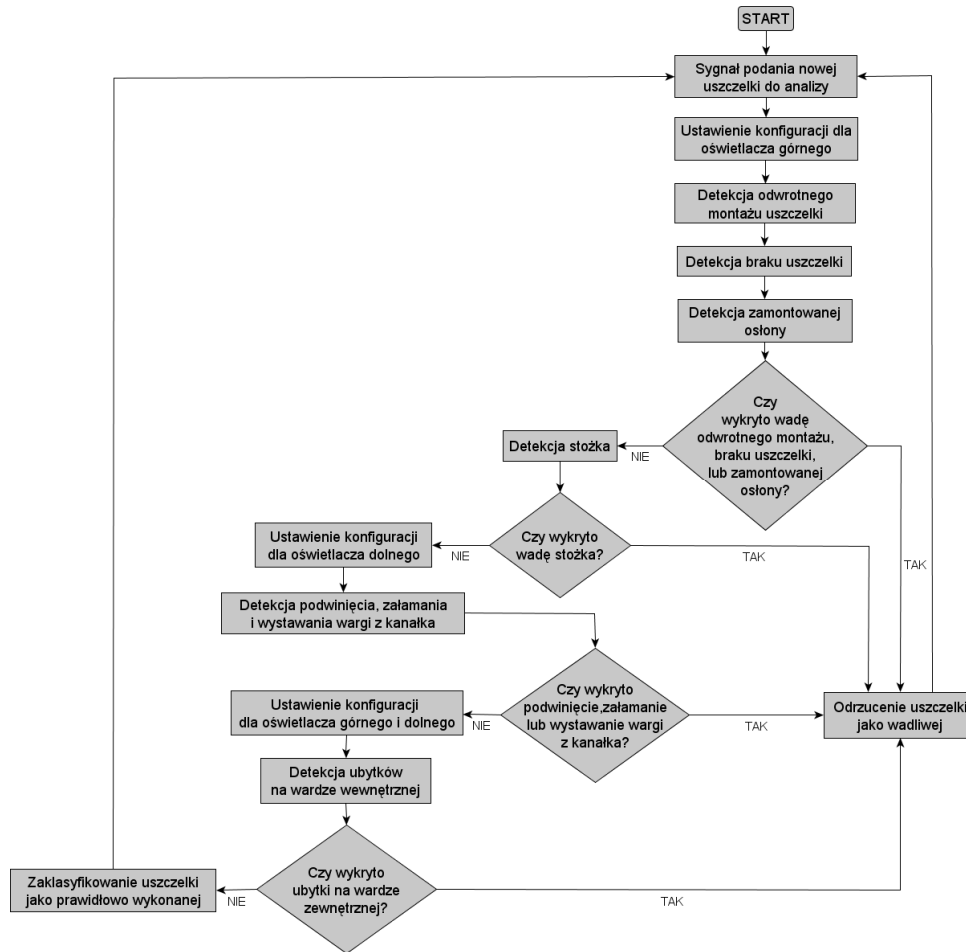 START
Sygnał podania nowej
uszczelki do analizy
Ustawienie konfiguracji dla
oświetlacza górnego
Detekcja odwrotnego
montażu uszczelki
Detekcja braku uszczelki
Detekcja zamontowanej
osłony
Czy
wykryto wadę
odwrotnego montażu,
braku uszczelki,
lub zamontowanej
osłony?
NIE
TAK
Detekcja stożka
Czy wykryto
wadę stożka?
NIE
TAK
Ustawienie konfiguracji
dla oświetlacza dolnego
Detekcja podwinięcia, załamania
i wystawania wargi z kanałka
Czy wykryto
podwinięcie,załamanie
lub wystawanie wargi
z kanałka?
NIE
TAK
Odrzucenie uszczelki
jako wadliwej
Ustawienie konfiguracji
dla oświetlacza górnego i dolnego
Detekcja ubytków
na wardze wewnętrznej
Czy wykryto
ubytki na wardze
zewnętrznej?
NIE
TAK
Zaklasyfikowanie uszczelki
jako prawidłowo wykonanej